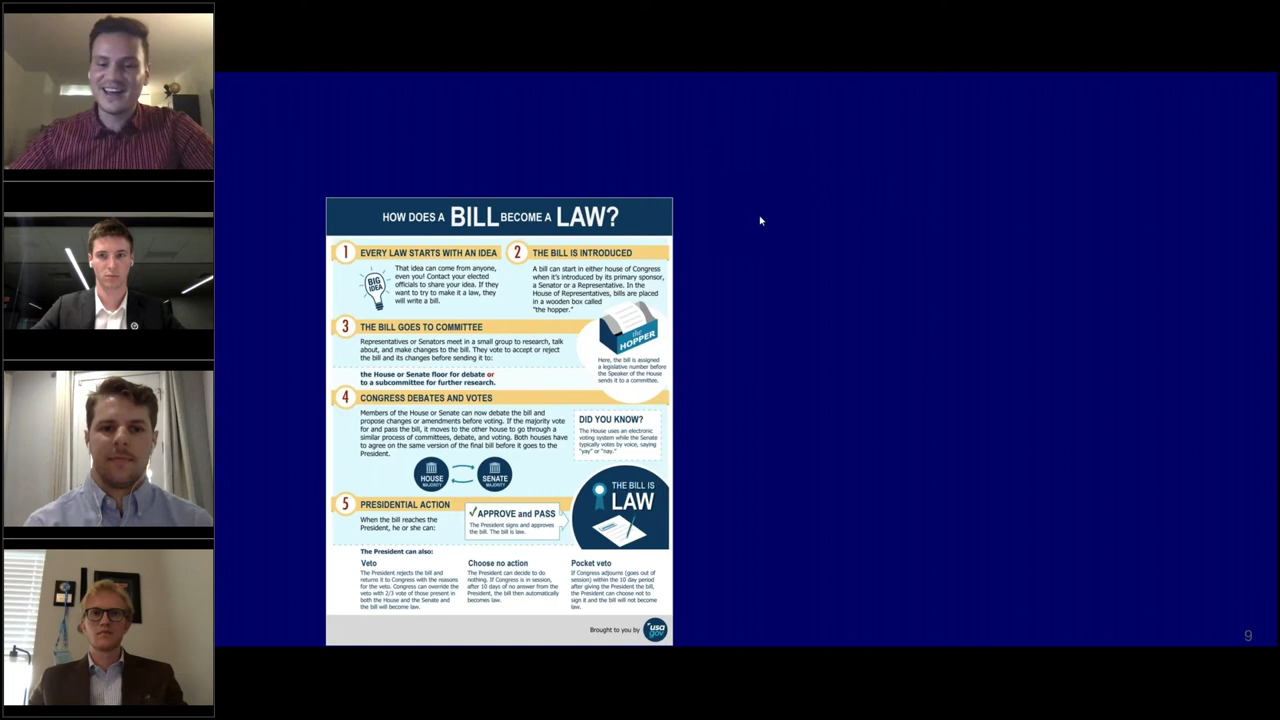 HOW DOES A BILL BECOME A LAW?
1 EVERY LAW STARTS WITH AN IDEA
BIG IDEA
That idea can come from anyone,
even you! Contact your elected
officials to share your idea. If they
want to try to make it a law, they
will write a bill.
2 THE BILL IS INTRODUCED
A bill can start in either house of Congress
when it's introduced by its primary sponsor,
a Senator or a Representative. In the
House of Representatives, bills are placed
in a wooden box called
"the hopper."
the HOPPER
Here, the bill is assigned
a legislative number before
the Speaker of the House
sends it to a committee.
3 THE BILL GOES TO COMMITTEE
Representatives or Senators meet in a small group to research, talk
about, and make changes to the bill. They vote to accept or reject
the bill and its changes before sending it to:
the House or Senate floor for debate or
to a subcommittee for further research.
4 CONGRESS DEBATES AND VOTES
Members of the House or Senate can now debate the bill and
propose changes or amendments before voting. If the majority vote
for and pass the bill, it moves to the other house to go through a
similar process of committees, debate, and voting. Both houses have
to agree on the same version of the final bill before it goes to the
President.
DID YOU KNOW?
The House uses an electronic
voting system while the Senate
typically votes by voice, saying
"yay" or "nay."
HOUSE
MAJORITY
SENATE
MAJORITY
5 PRESIDENTIAL ACTION
When the bill reaches the
President, he or she can:
APPROVE and PASS
The President signs and approves
the bill. The bill is law.
THE BILL IS
LAW
The President can also:
Veto
The President rejects the bill and
returns it to Congress with the reasons
for the veto. Congress can override the
veto with 2/3 vote of those present in
both the House and the Senate and
the bill will become law.
Choose no action
The President can decide to do
nothing. If Congress is in session,
after 10 days of no answer from the
President, the bill then automatically
becomes law.
Pocket veto
If Congress adjourns (goes out of
session) within the 10 day period
after giving the President the bill,
the President can choose not to
sign it and the bill will not become
law.
Brought to you by
usa
gov
9